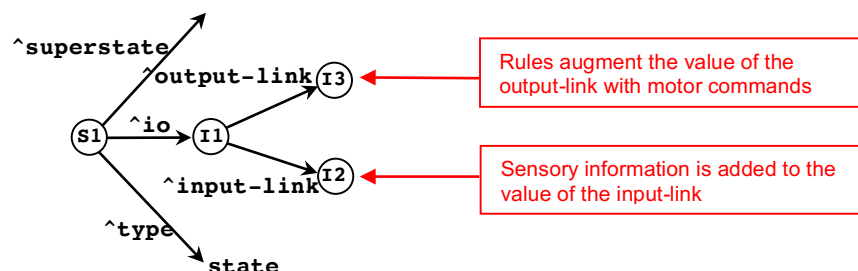 ^superstate
^output-link
I3
Rules augment the value of the
output-link with motor commands
S1
^io
I1
^input-link
I2
Sensory information is added to the
value of the input-link
^type
state